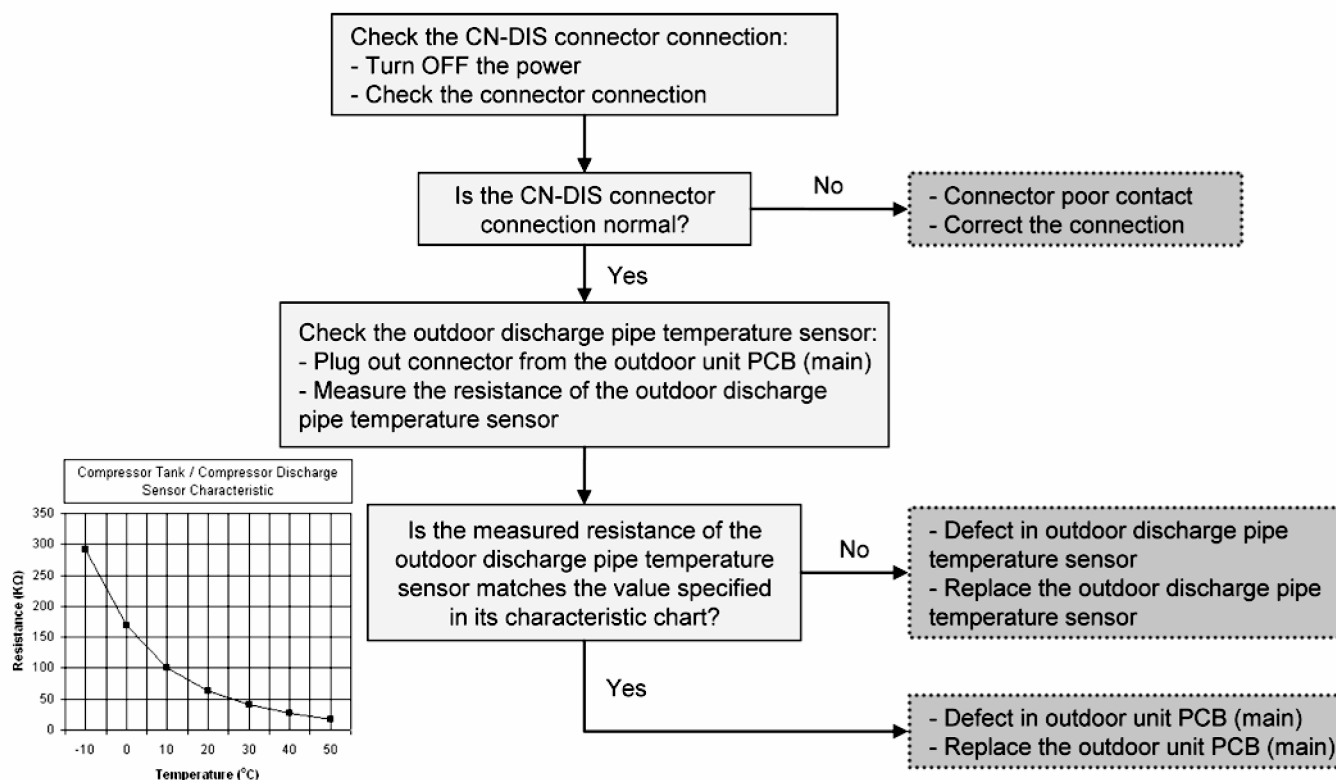 Check the CN-DIS connector connection:
- Turn OFF the power
- Check the connector connection
Is the CN-DIS connector
connection normal?
No
- Connector poor contact
- Correct the connection
Yes
Check the outdoor discharge pipe temperature sensor:
- Plug out connector from the outdoor unit PCB (main)
- Measure the resistance of the outdoor discharge
pipe temperature sensor
Compressor Tank / Compressor Discharge
Sensor Characteristic
350
300
250
200
150
100
50
0
Resistance (KΩ)
-10 0 10 20 30 40 50
Temperature (°C)
Is the measured resistance of the
outdoor discharge pipe temperature
sensor matches the value specified
in its characteristic chart?
No
- Defect in outdoor discharge pipe
temperature sensor
- Replace the outdoor discharge pipe
temperature sensor
Yes
- Defect in outdoor unit PCB (main)
- Replace the outdoor unit PCB (main)